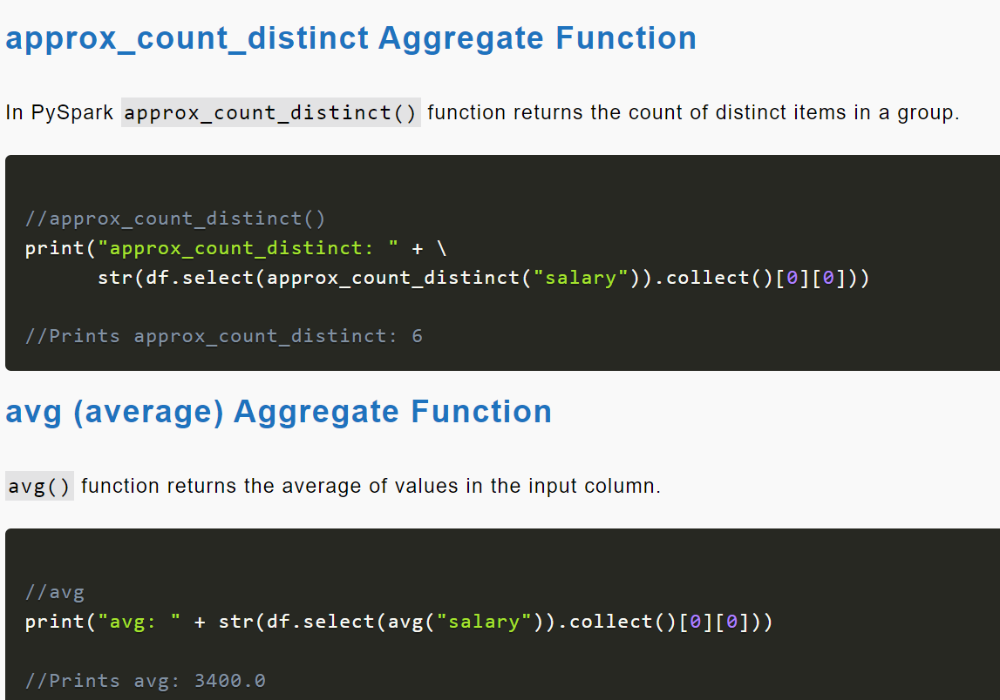 approx_count_distinct Aggregate Function
In PySpark approx_count_distinct() function returns the count of distinct items in a group.
//approx_count_distinct()
print("approx_count_distinct: " + \
      str(df.select(approx_count_distinct("salary")).collect()[0][0]))
//Prints approx_count_distinct: 6
avg (average) Aggregate Function
avg() function returns the average of values in the input column.
//avg
print("avg: " + str(df.select(avg("salary")).collect()[0][0]))
//Prints avg: 3400.0